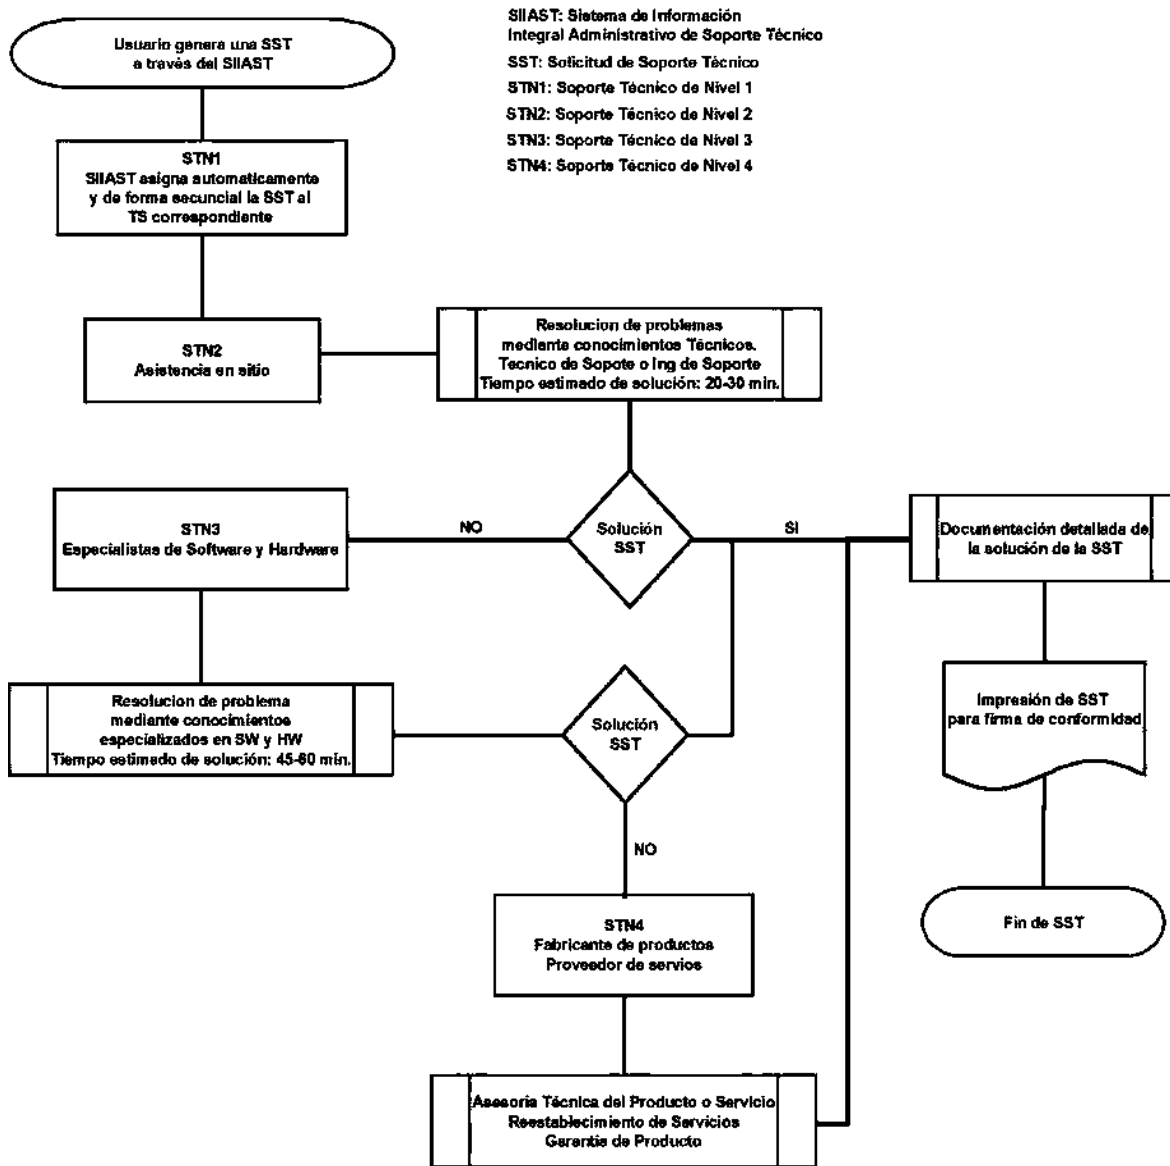 SIIAST: Sistema de Información
Integral Administrativo de Soporte Técnico
SST: Solicitud de Soporte Técnico
STN1: Soporte Técnico de Nivel 1
STN2: Soporte Técnico de Nivel 2
STN3: Soporte Técnico de Nivel 3
STN4: Soporte Técnico de Nivel 4
Usuario genera una SST
a través del SIIAST
STN1
SIIAST asigna automaticamente
y de forma secuncial la SST al
TS correspondiente
STN2
Asistencia en sitio
Resolucion de problemas
mediante conocimientos Técnicos.
Tecnico de Sopote o Ing de Soporte
Tiempo estimado de solución: 20-30 min.
Solución
SST
NO
SI
STN3
Especialistas de Software y Hardware
Documentación detallada de
la solución de la SST
Resolucion de problema
mediante conocimientos
especializados en SW y HW
Tiempo estimado de solución: 45-60 min.
Solución
SST
Impresión de SST
para firma de conformidad
NO
STN4
Fabricante de productos
Proveedor de servios
Fin de SST
Asesoria Técnica del Producto o Servicio
Reestablecimiento de Servicios
Garantia de Producto